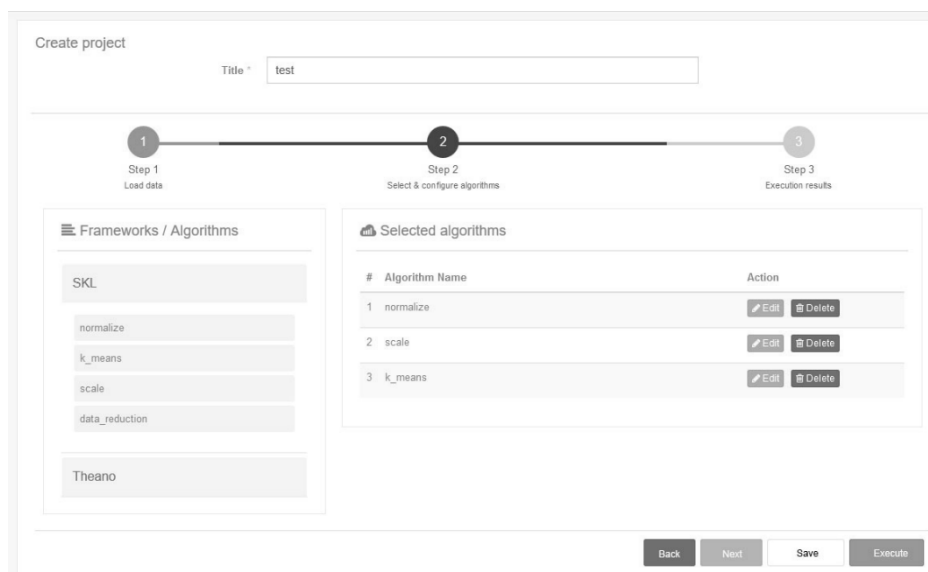 Create project
Title *
test
1
2
3
Step 1
Step 2
Step 3
Load data
Select & configure algorithms
Execution results
Frameworks / Algorithms
SKL
normalize
k_means
scale
data_reduction
Theano
Selected algorithms
# Algorithm Name Action
1 normalize Edit Delete
2 scale Edit Delete
3 k_means Edit Delete
Back Next Save Execute